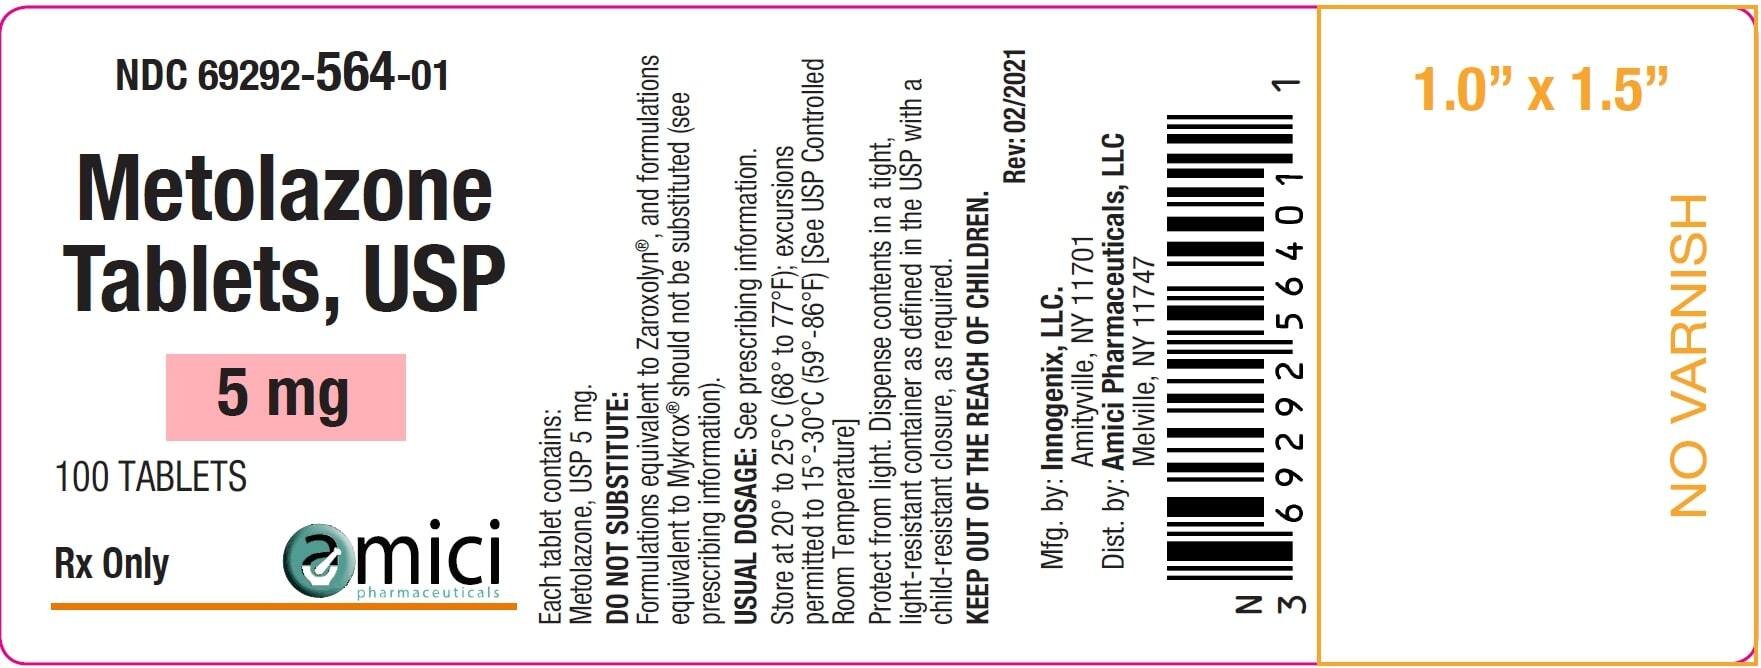 NDC 69292-564-01
Metolazone
Tablets, USP
5 mg
100 TABLETS
Rx Only
amici
pharmaceuticals
Each tablet contains:
Metolazone, USP 5 mg.
DO NOT SUBSTITUTE:
Formulations equivalent to Zaroxolyn®, and formulations
equivalent to Mykrox® should not be substituted (see
prescribing information).
USUAL DOSAGE: See prescribing information.
Store at 20° to 25°C (68° to 77°F); excursions
permitted to 15°-30°C (59°-86°F) [See USP Controlled
Room Temperature]
Protect from light. Dispense contents in a tight,
light-resistant container as defined in the USP with a
child-resistant closure, as required.
KEEP OUT OF THE REACH OF CHILDREN.
Rev: 02/2021
Mfg. by: Innogenix, LLC.
Amityville, NY 11701
Dist. by: Amici Pharmaceuticals, LLC
Melville, NY 11747
N
3 69292 56401 1
1.0” x 1.5”
NO VARNISH